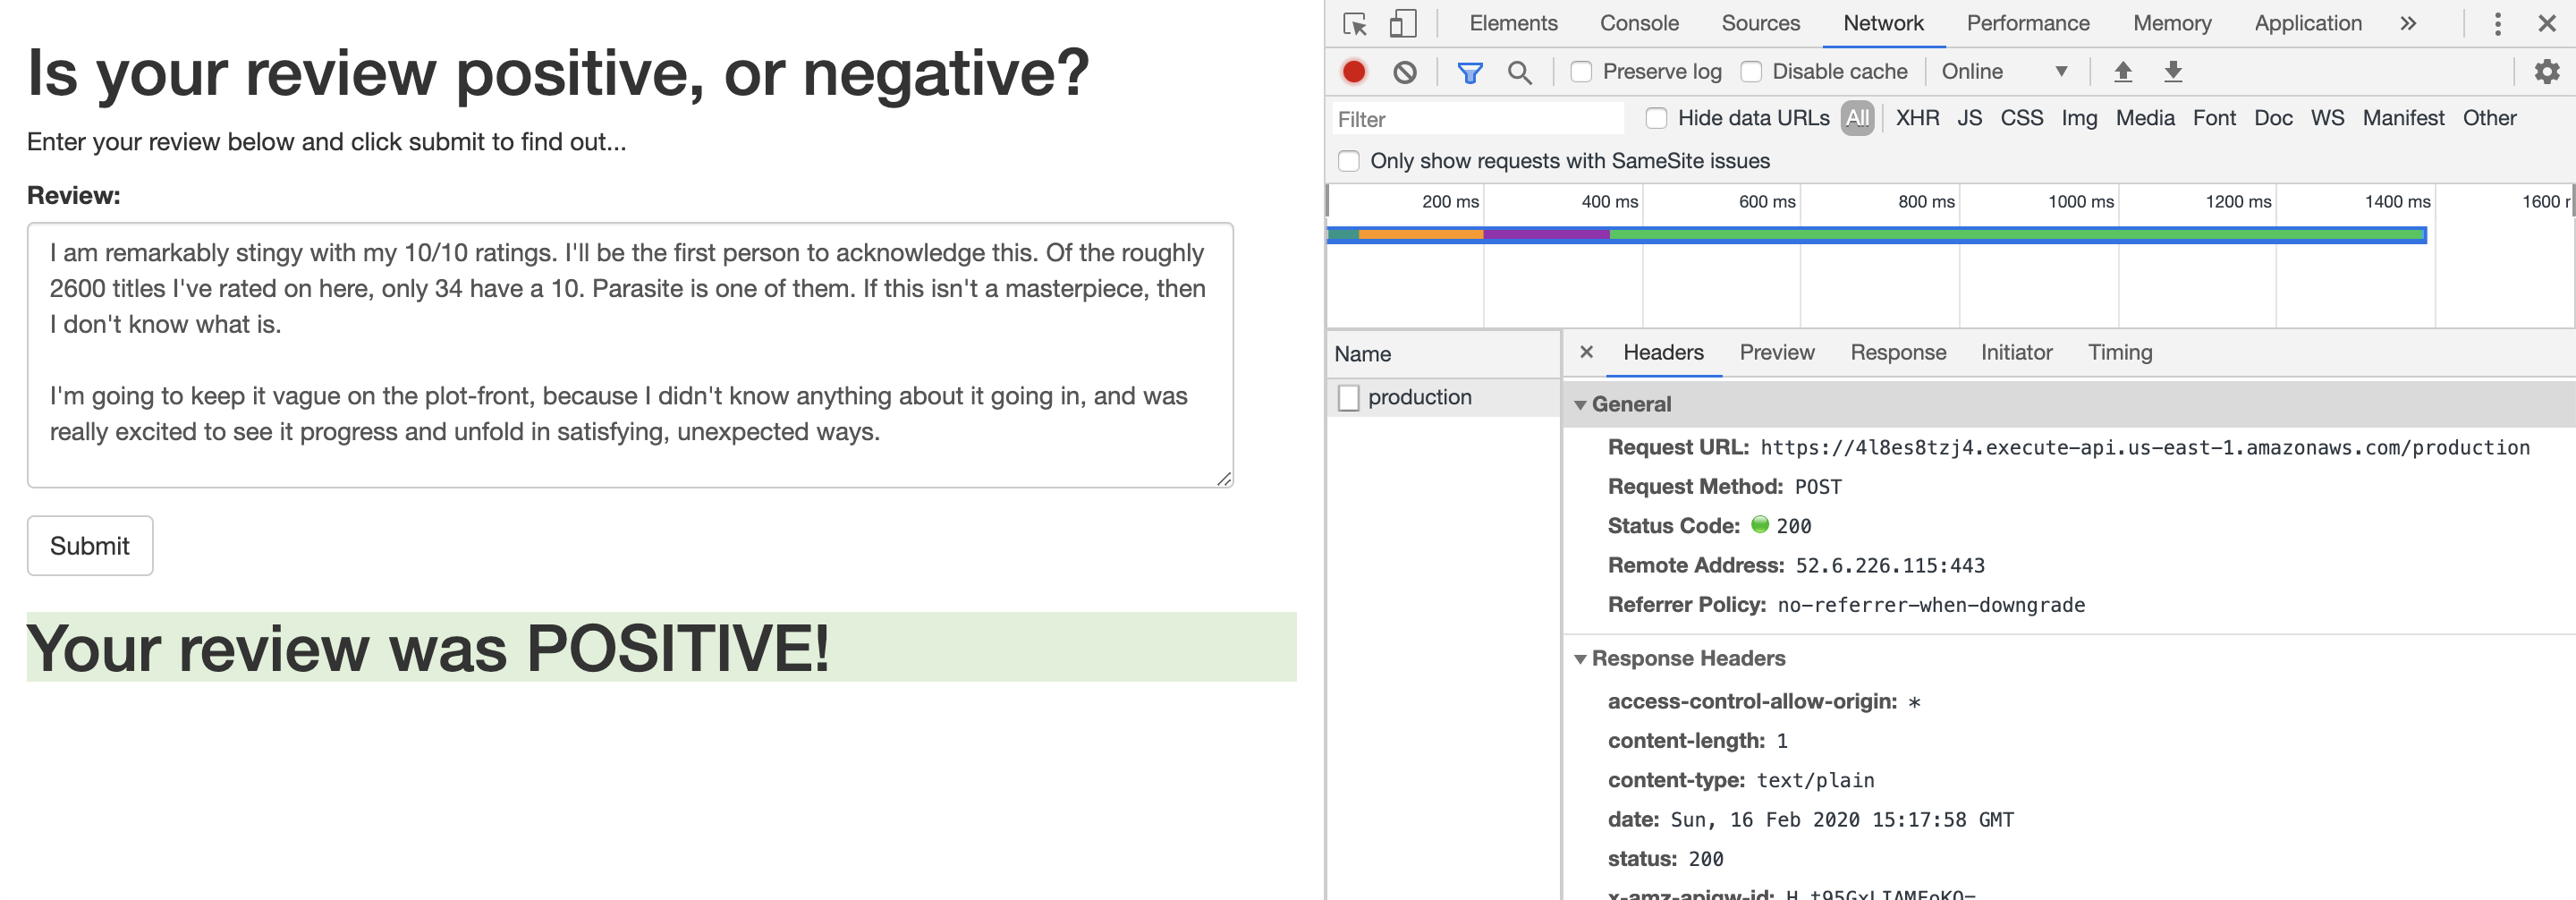 Is your review positive, or negative?
Enter your review below and click submit to find out...
Review:
I am remarkably stingy with my 10/10 ratings. I'll be the first person to acknowledge this. Of the roughly
2600 titles I've rated on here, only 34 have a 10. Parasite is one of them. If this isn't a masterpiece, then
I don't know what is.
I'm going to keep it vague on the plot-front, because I didn't know anything about it going in, and was
really excited to see it progress and unfold in satisfying, unexpected ways.
Submit
Your review was POSITIVE!
Elements Console Sources Network Performance Memory Application »
Preserve log Disable cache Online
Filter Hide data URLs All XHR JS CSS Img Media Font Doc WS Manifest Other
Only show requests with SameSite issues
200 ms 400 ms 600 ms 800 ms 1000 ms 1200 ms 1400 ms 1600
Name
production
Headers Preview Response Initiator Timing
General
Request URL: https://4l8es8tzj4.execute-api.us-east-1.amazonaws.com/production
Request Method: POST
Status Code: 200
Remote Address: 52.6.226.115:443
Referrer Policy: no-referrer-when-downgrade
Response Headers
access-control-allow-origin: *
content-length: 1
content-type: text/plain
date: Sun, 16 Feb 2020 15:17:58 GMT
status: 200
x-amz-apigw-id: